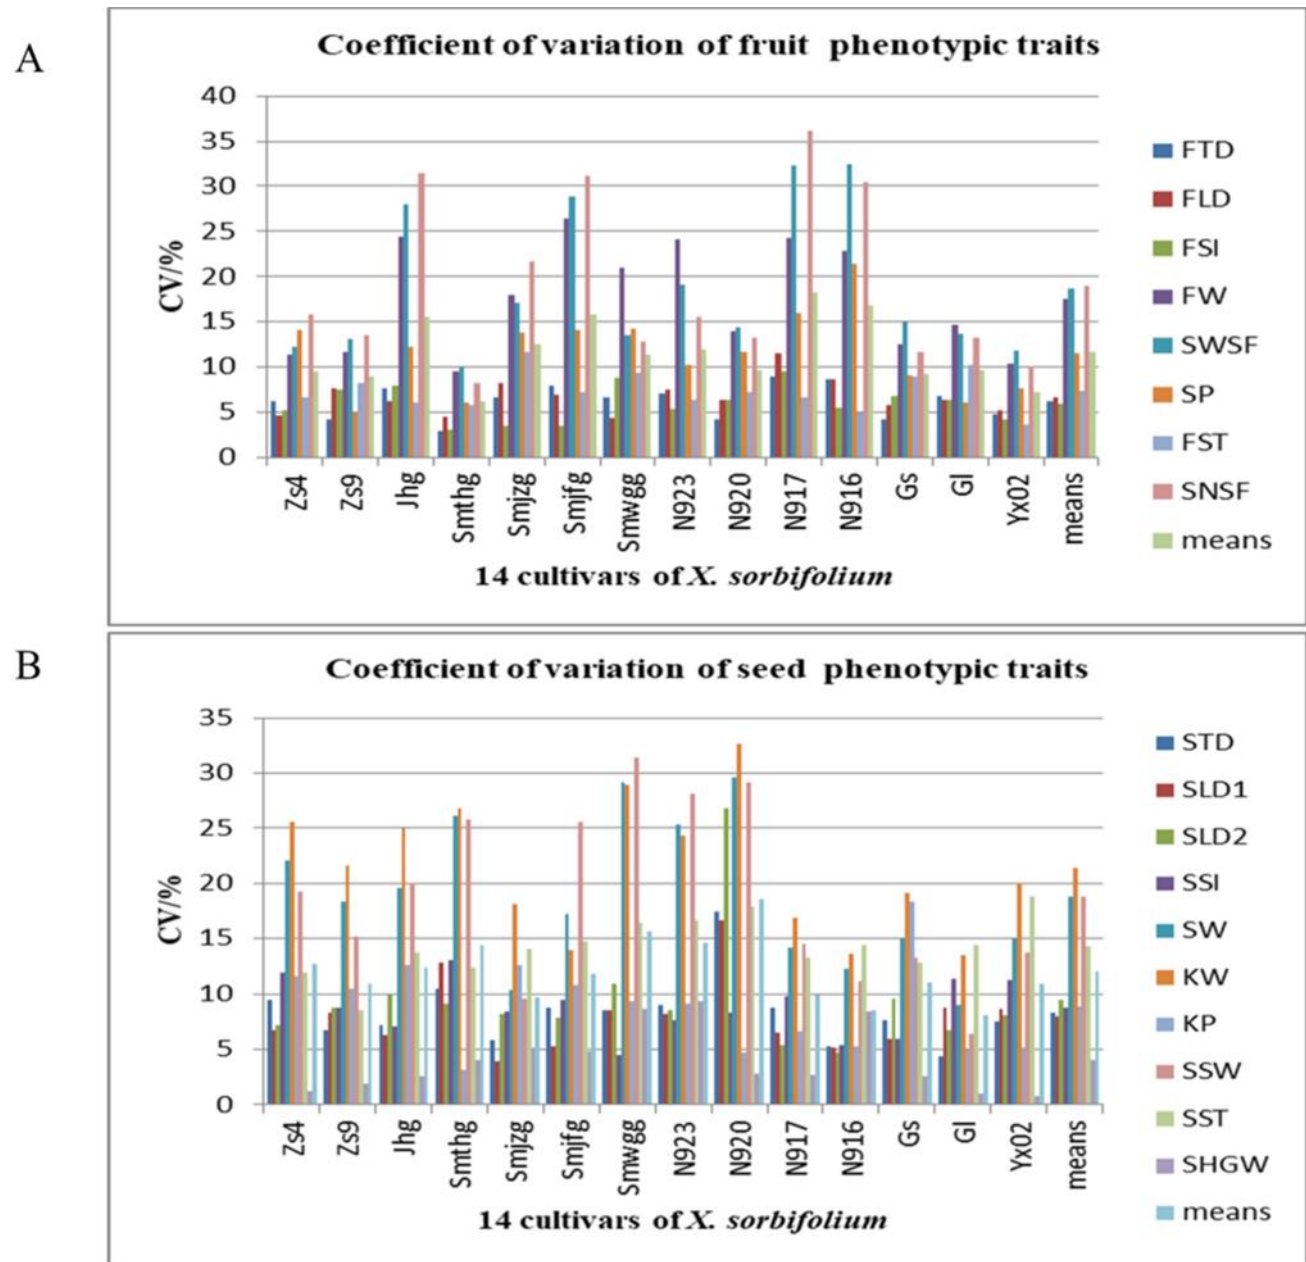 A
Coefficient of variation of fruit phenotypic traits
40
35
30
25
20
15
10
5
0
CV/%
Zs4
Zs9
Jhg
Smthg
Smjzg
Smjfg
Smwgg
N923
N920
N917
N916
Gs
Gl
Yx02
means
14 cultivars of X. sorbifolium
FTD
FLD
FSI
FW
SWSF
SP
FST
SNSF
means
B
Coefficient of variation of seed phenotypic traits
35
30
25
20
15
10
5
0
CV/%
Zs4
Zs9
Jhg
Smthg
Smjzg
Smjfg
Smwgg
N923
N920
N917
N916
Gs
Gl
Yx02
means
14 cultivars of X. sorbifolium
STD
SLD1
SLD2
SSI
SW
KW
KP
SSW
SST
SHGW
means